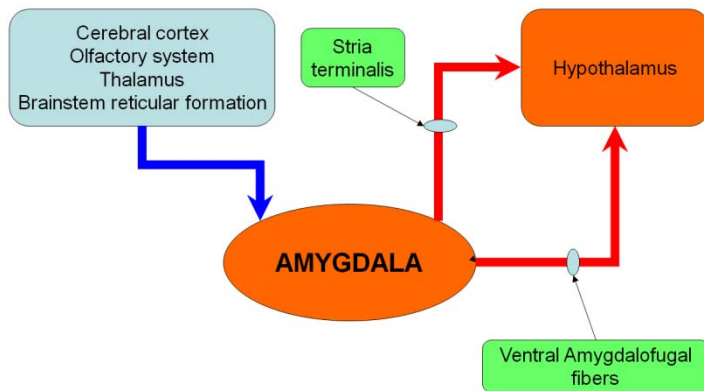 Cerebral cortex
Olfactory system
Thalamus
Brainstem reticular formation
Stria
terminalis
Hypothalamus
AMYGDALA
Ventral Amygdalofugal
fibers